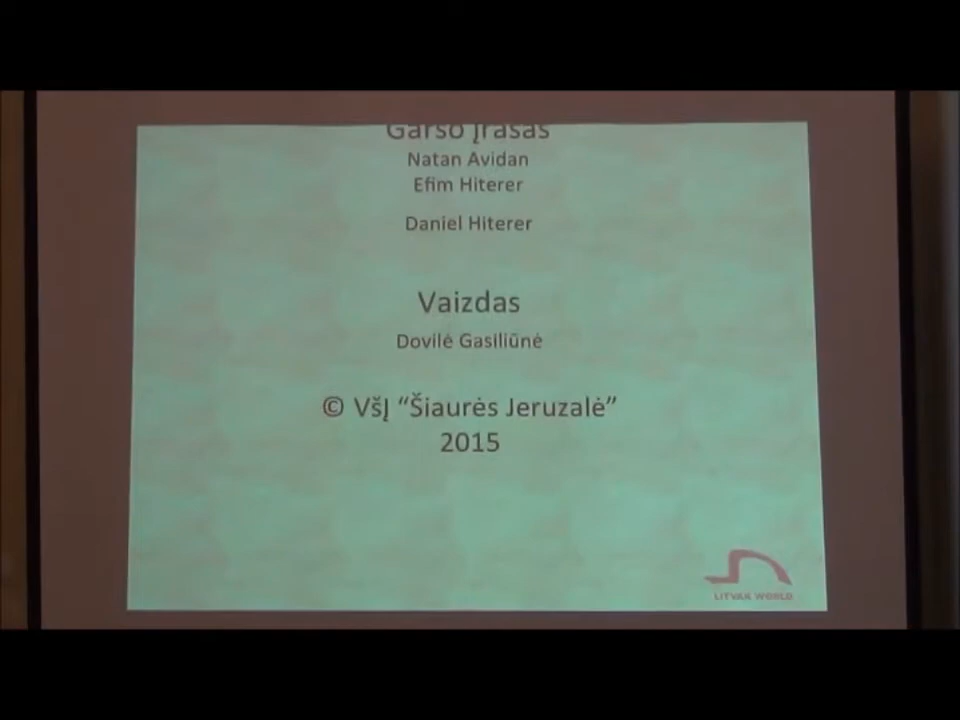 Garso įrašas
Natan Avidan
Efim Hiterer
Daniel Hiterer
Vaizdas
Dovilė Gasiliūnė
© VšĮ “Šiaurės Jeruzalė”
2015
LITVAK WORLD